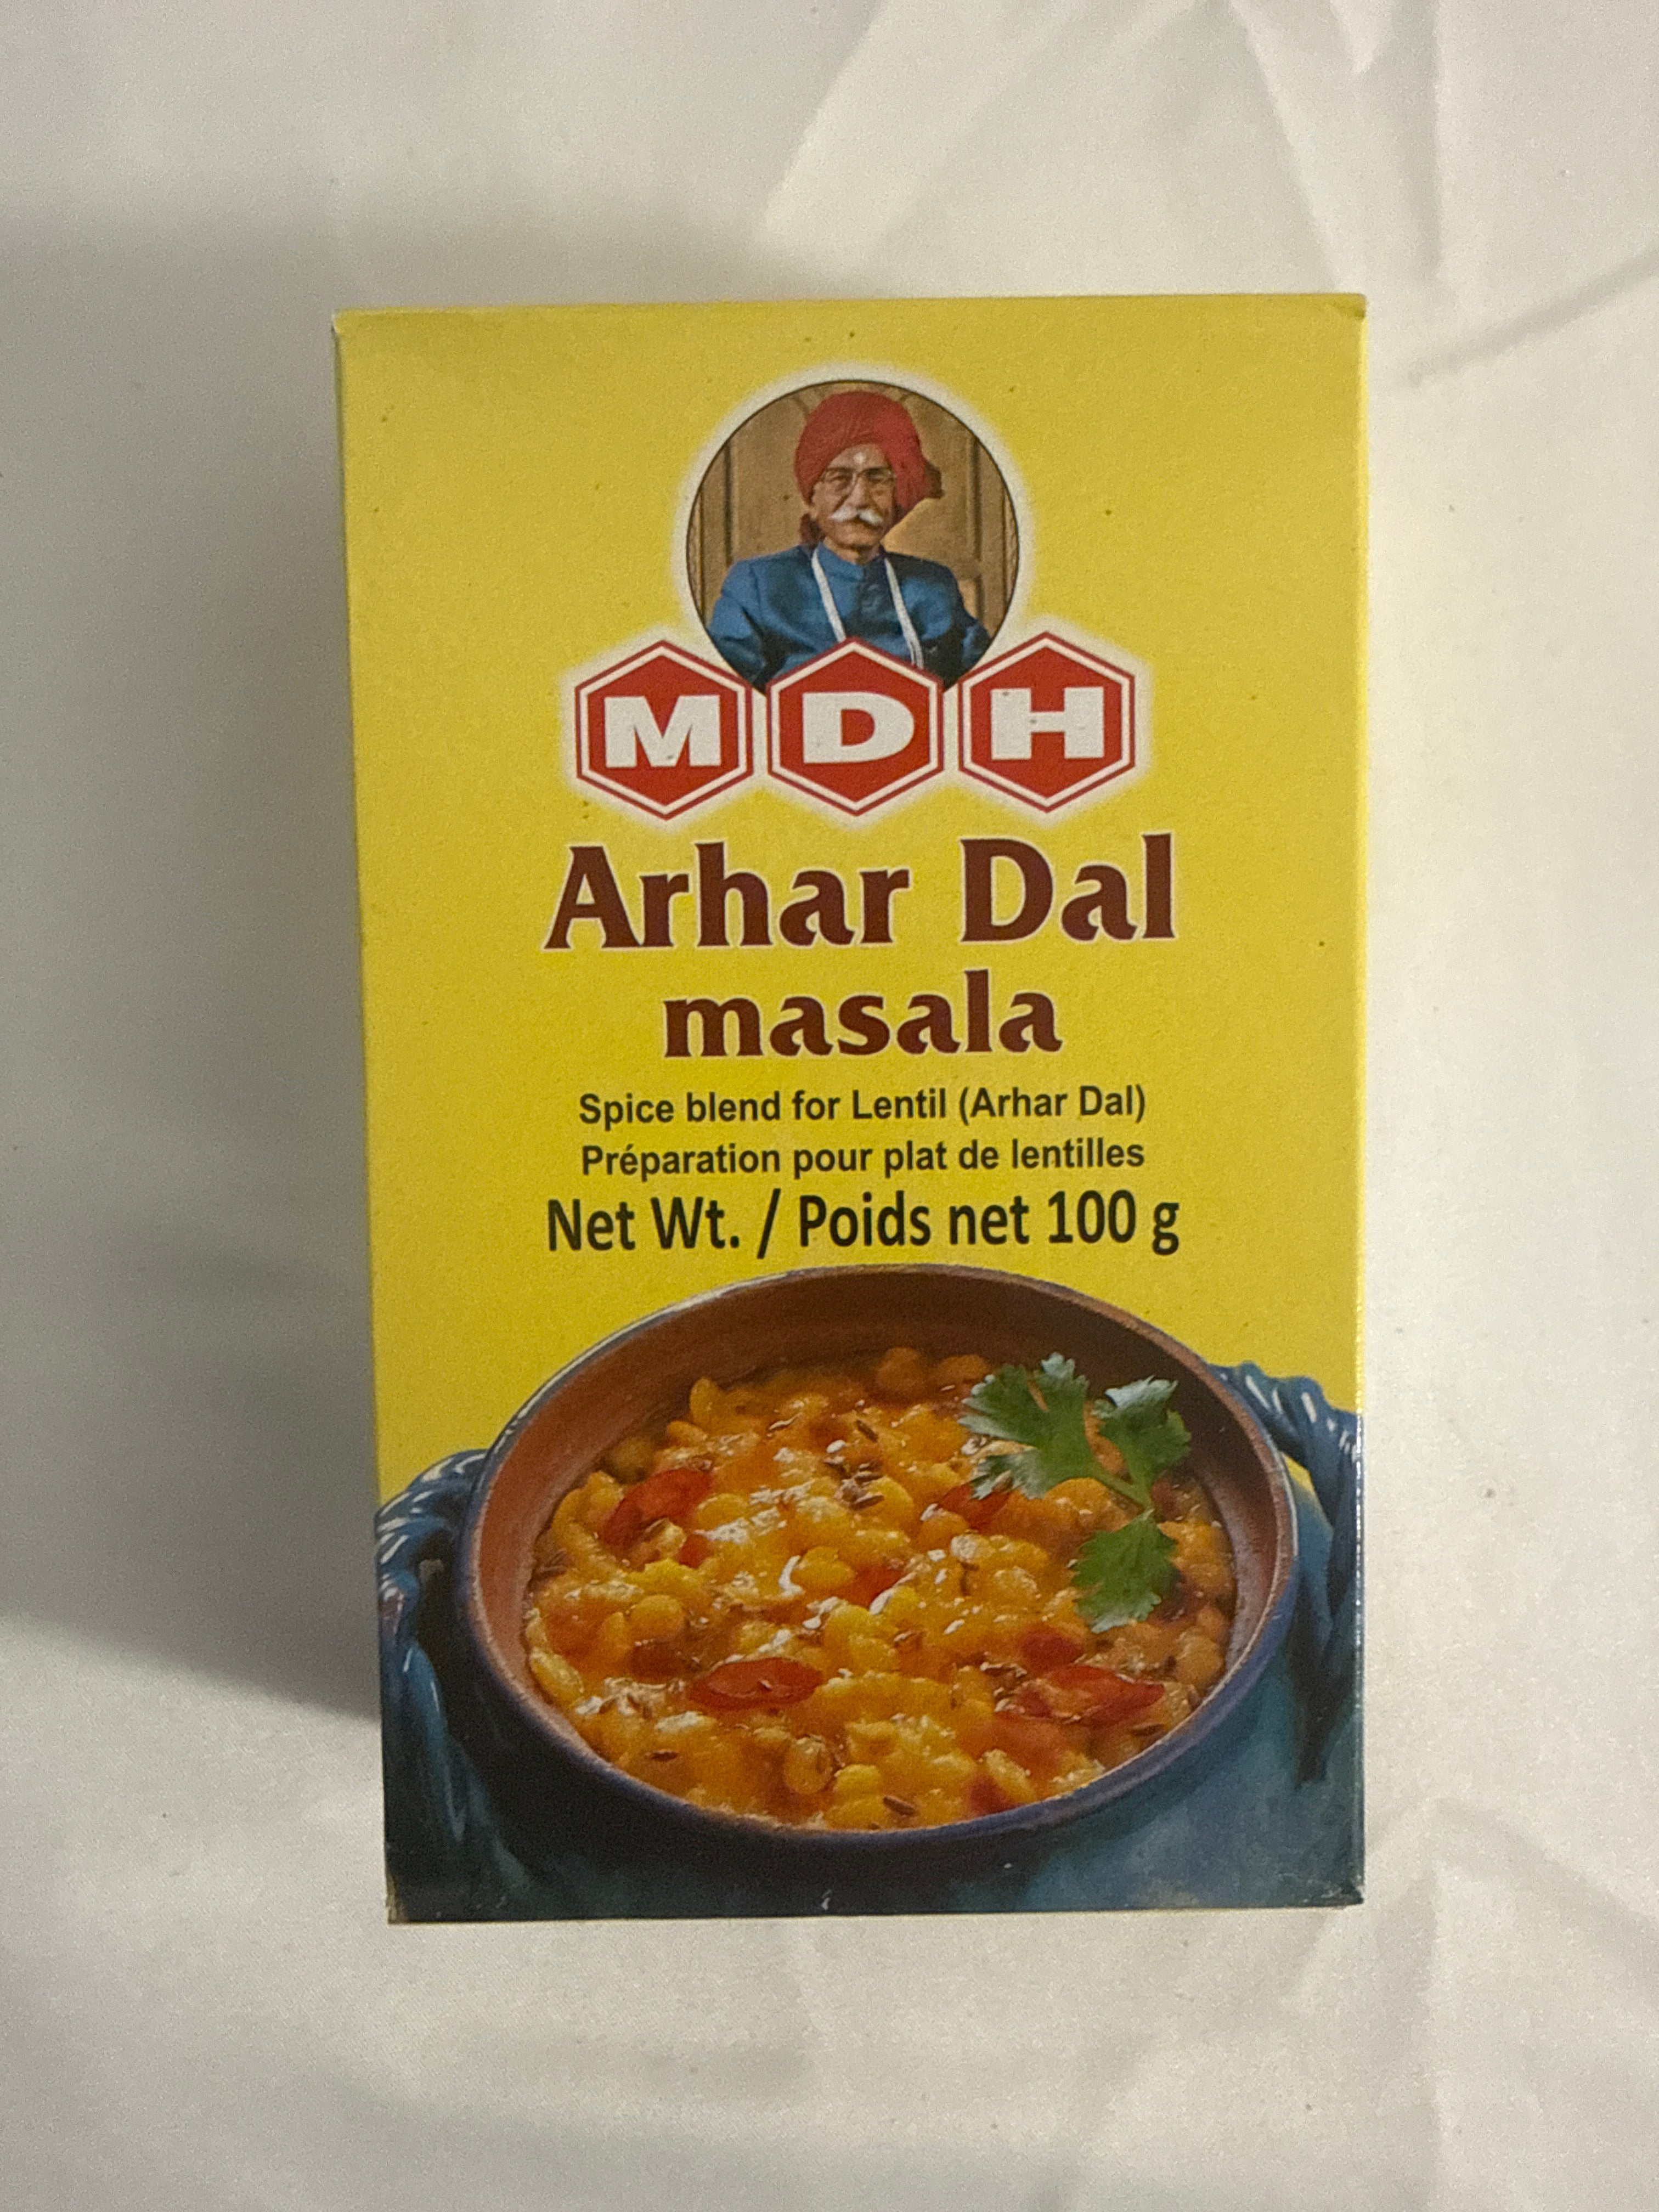 MDH
Arhar Dal
masala
Spice blend for Lentil (Arhar Dal)
Préparation pour plat de lentilles
Net Wt. / Poids net 100 g